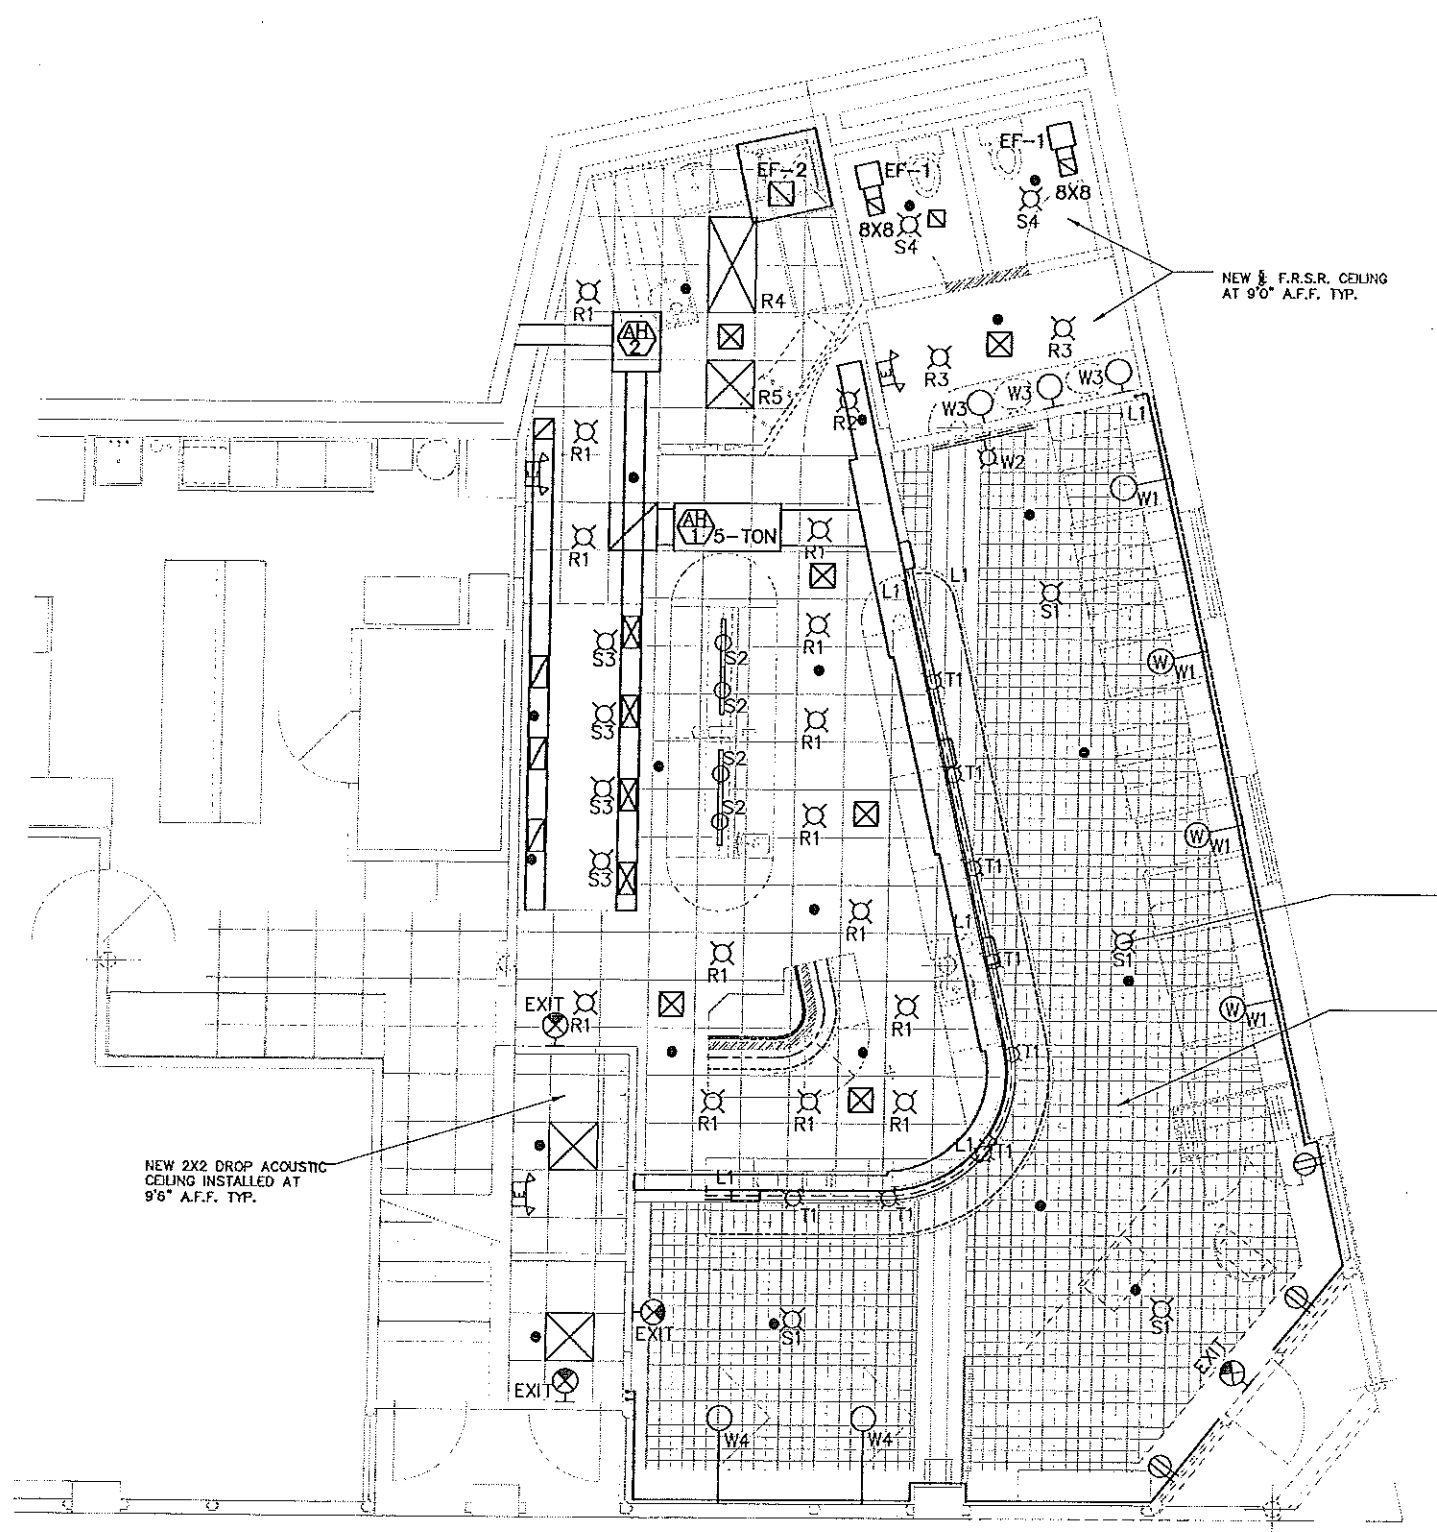 EF-1
EF-2
EF-1
8X8
8X8
S4
S4
NEW F.R.S.R. CEILING
AT 9'0" A.F.F. TYP.
R1
R4
AH
2
R3
R3
E
W3
W3
W3
R5
R2
L1
R1
W2
E
W1
AH
1
5-TON
R1
R1
L1
L1
S1
R1
S3
S2
W
W1
T1
S2
S3
R1
S2
T1
S3
S2
R1
W
W1
S3
T1
R1
L1
S1
R1
T1
EXIT
R1
R1
W
W1
T1
R1
R1
R1
L1
T1
NEW 2X2 DROP ACOUSTIC
CEILING INSTALLED AT
9'6" A.F.F. TYP.
E
L1
T1
T1
S1
S1
EXIT
EXIT
EXIT
W4
W4